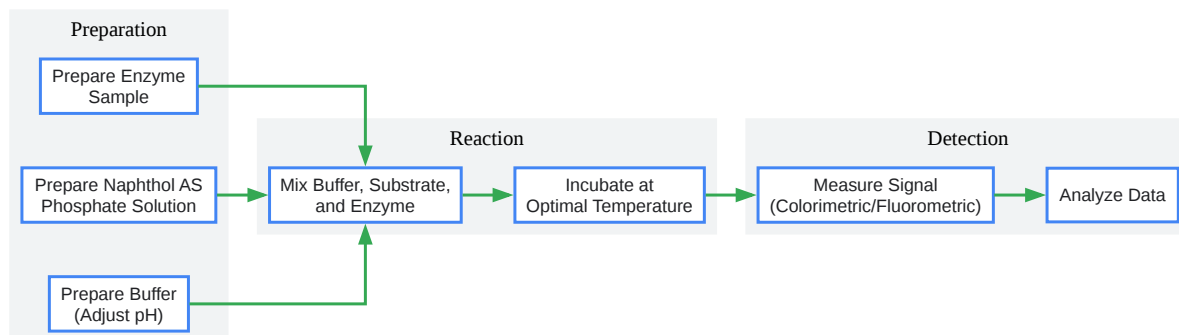 Preparation
Prepare Enzyme
Sample
Prepare Naphthol AS
Phosphate Solution
Prepare Buffer
(Adjust pH)
Reaction
Mix Buffer, Substrate,
and Enzyme
Incubate at
Optimal Temperature
Detection
Measure Signal
(Colorimetric/Fluorometric)
Analyze Data